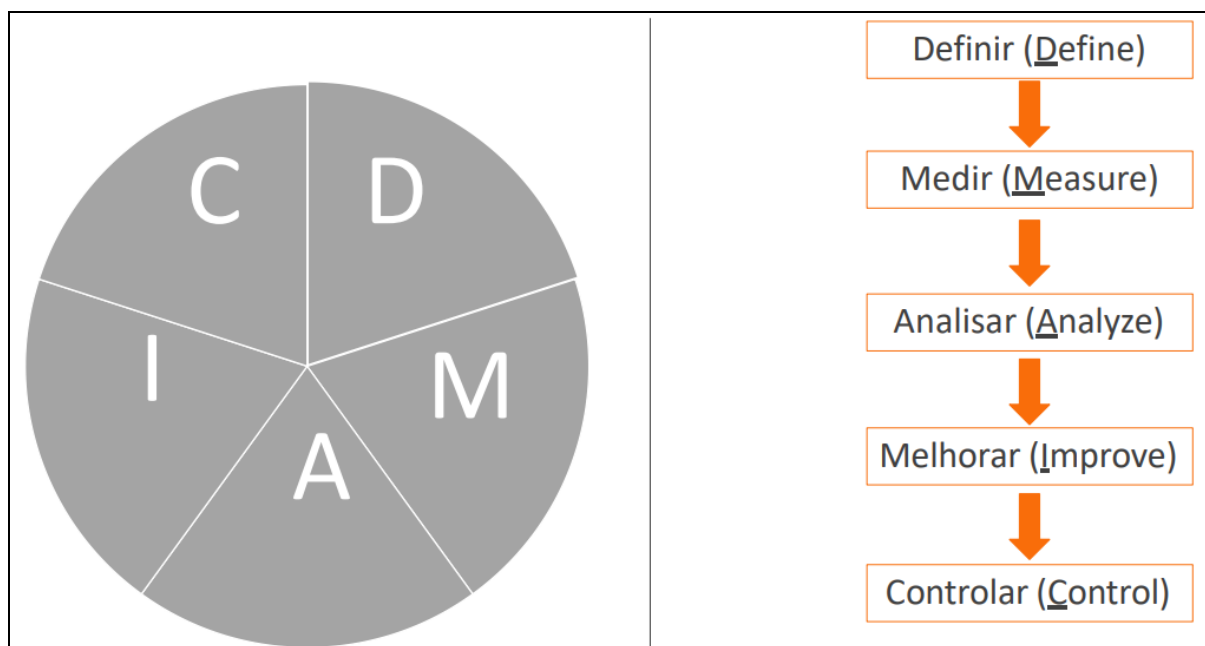 C
D
I
M
A
Definir (Define)
Medir (Measure)
Analisar (Analyze)
Melhorar (Improve)
Controlar (Control)